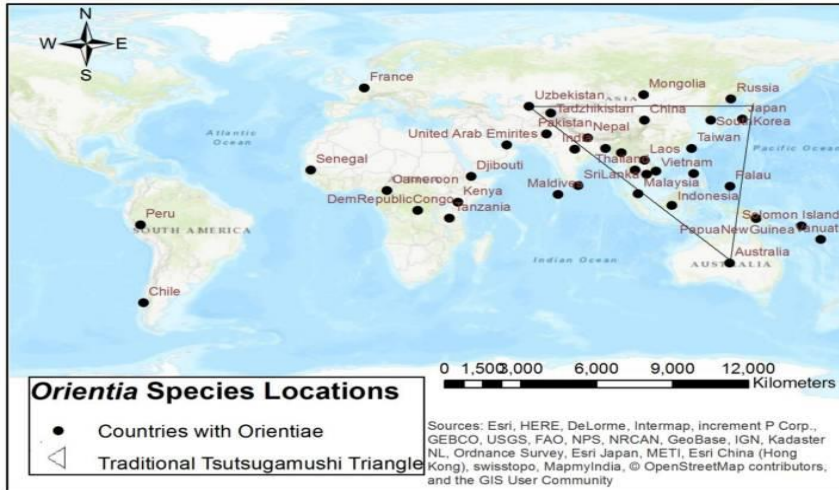 N
W E
S
France
Mongolia
Russia
Uzbekistan
ASIA
Tadzhikistan
China
Japan
SouthKorea
Atlantic
Ocean
United Arab Emirites
Pakistan
Nepal
India
Taiwan
Pacific
Ocean
Laos
Senegal
Djibouti
Thailand
Vietnam
Cameroon
Maldives
SriLanka
Malaysia
Palau
Kenya
DemRepublicCongo
Tanzania
Indonesia
Peru
SOUTH AMERICA
Solomon Island
PapuaNewGuinea
Vanuat
Indian Ocean
Australia
AUSTRALIA
Chile
0 1,500 3,000 6,000 9,000 12,000
Kilometers
Orientia Species Locations
Countries with Orientiae
Traditional Tsutsugamushi Triangle
Sources: Esri, HERE, DeLorme, Intermap, increment P Corp.,
GEBCO, USGS, FAO, NPS, NRCAN, GeoBase, IGN, Kadaster
NL, Ordnance Survey, Esri Japan, METI, Esri China (Hong
Kong), swisstopo, MapmyIndia, © OpenStreetMap contributors,
and the GIS User Community